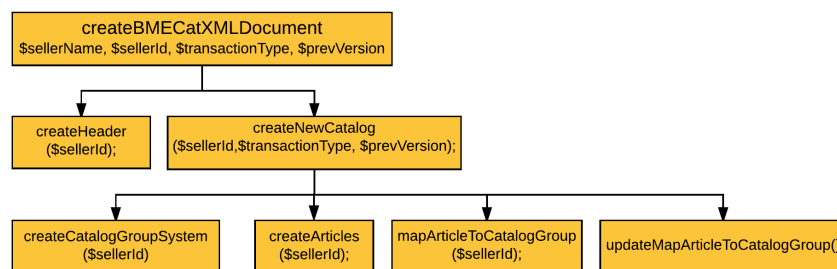 createBMECatXMLDocument
$sellerName, $sellerId, $transactionType, $prevVersion
createHeader
($sellerId);
createNewCatalog
($sellerId,$transactionType, $prevVersion);
createCatalogGroupSystem
($sellerId)
createArticles
($sellerId);
mapArticleToCatalogGroup
($sellerId);
updateMapArticleToCatalogGroup()